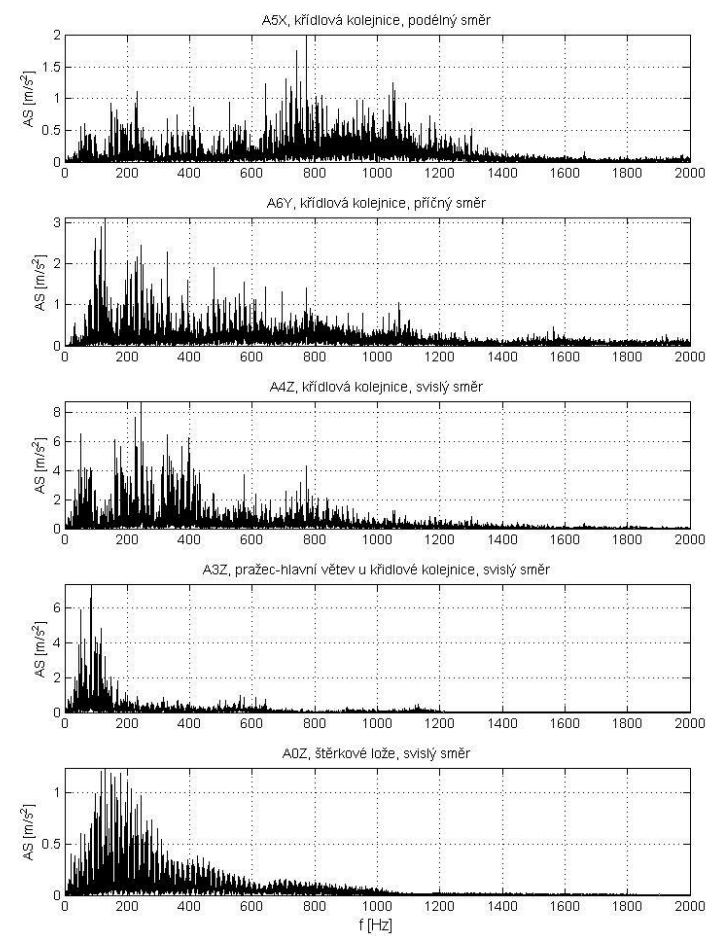 A5X, křídlová kolejnice, podélný směr
2
1.5
1
0.5
0
AS [m/s²]
0 200 400 600 800 1000 1200 1400 1600 1800 2000
A6Y, křídlová kolejnice, příčný směr
3
2
1
0
AS [m/s²]
0 200 400 600 800 1000 1200 1400 1600 1800 2000
A4Z, křídlová kolejnice, svislý směr
8
6
4
2
0
AS [m/s²]
0 200 400 600 800 1000 1200 1400 1600 1800 2000
A3Z, pražec-hlavní větev u křidlové kolejnice, svislý směr
6
4
2
0
AS [m/s²]
0 200 400 600 800 1000 1200 1400 1600 1800 2000
A0Z, štěrkové lože, svislý směr
1
0.5
0
AS [m/s²]
0 200 400 600 800 1000 1200 1400 1600 1800 2000
f [Hz]